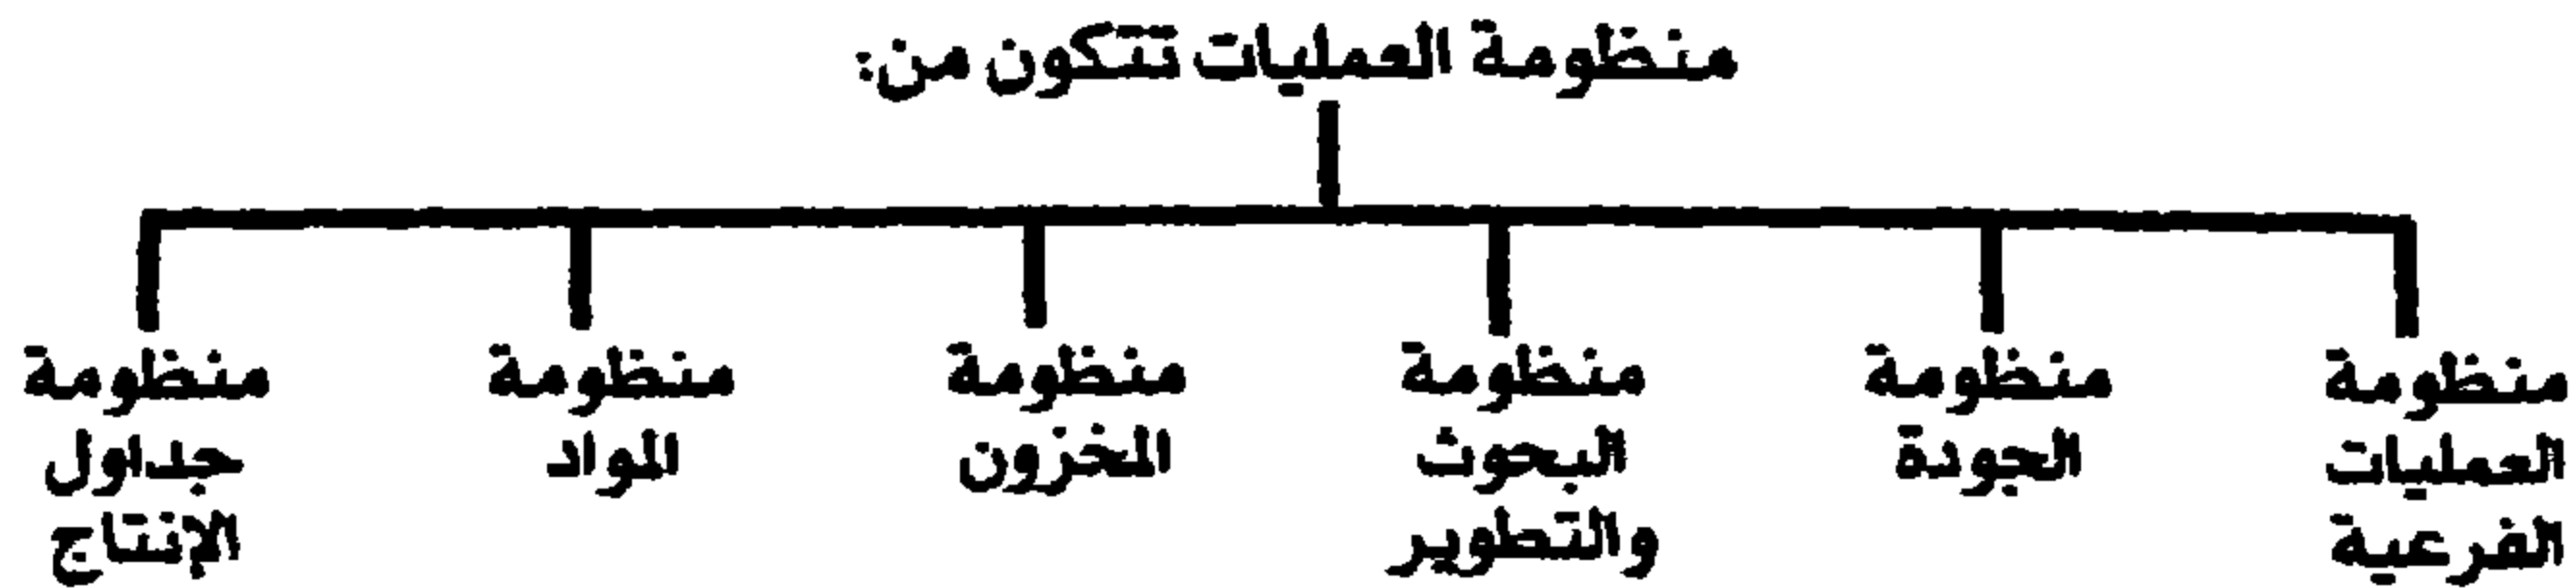 منظومة العمليات تتكون من:
منظومة
العمليات
الفرعية
منظومة
الجودة
منظومة
البحوث
والتطوير
منظومة
المخزون
منظومة
المواد
منظومة
جداول
الإنتاج